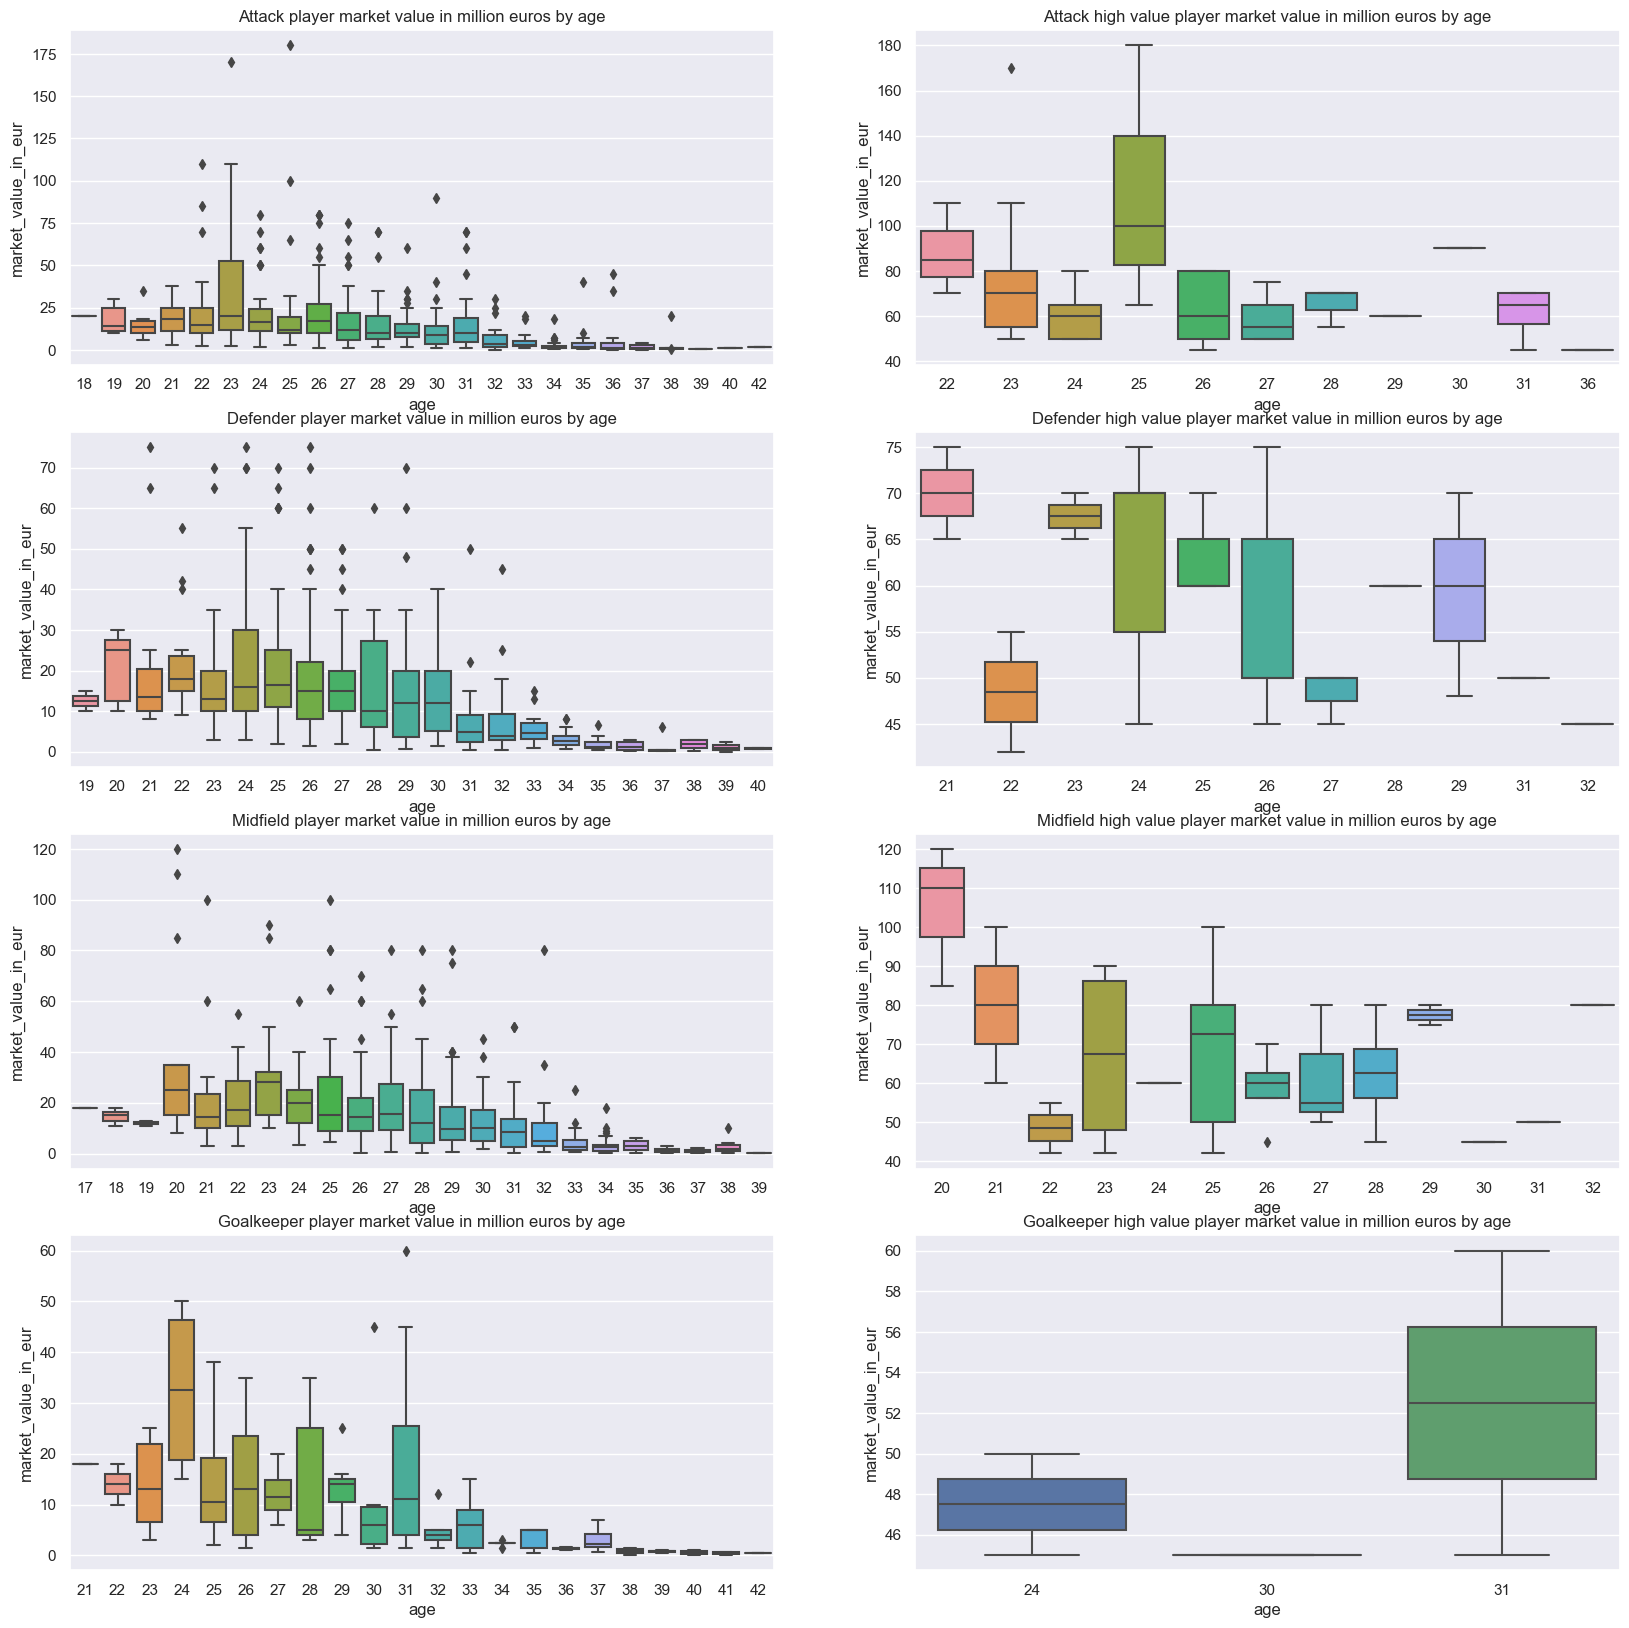 Attack player market value in million euros by age
market_value_in_eur
175
150
125
100
75
50
25
0
18 19 20 21 22 23 24 25 26 27 28 29 30 31 32 33 34 35 36 37 38 39 40 42
age
Attack high value player market value in million euros by age
market_value_in_eur
180
160
140
120
100
80
60
40
22 23 24 25 26 27 28 29 30 31 36
age
Defender player market value in million euros by age
market_value_in_eur
70
60
50
40
30
20
10
0
19 20 21 22 23 24 25 26 27 28 29 30 31 32 33 34 35 36 37 38 39 40
age
Defender high value player market value in million euros by age
market_value_in_eur
75
70
65
60
55
50
45
21 22 23 24 25 26 27 28 29 31 32
age
Midfield player market value in million euros by age
market_value_in_eur
120
100
80
60
40
20
0
17 18 19 20 21 22 23 24 25 26 27 28 29 30 31 32 33 34 35 36 37 38 39
age
Midfield high value player market value in million euros by age
market_value_in_eur
120
110
100
90
80
70
60
50
40
20 21 22 23 24 25 26 27 28 29 30 31 32
age
Goalkeeper player market value in million euros by age
market_value_in_eur
60
50
40
30
20
10
0
21 22 23 24 25 26 27 28 29 30 31 32 33 34 35 36 37 38 39 40 41 42
age
Goalkeeper high value player market value in million euros by age
market_value_in_eur
60
58
56
54
52
50
48
46
24 30 31
age